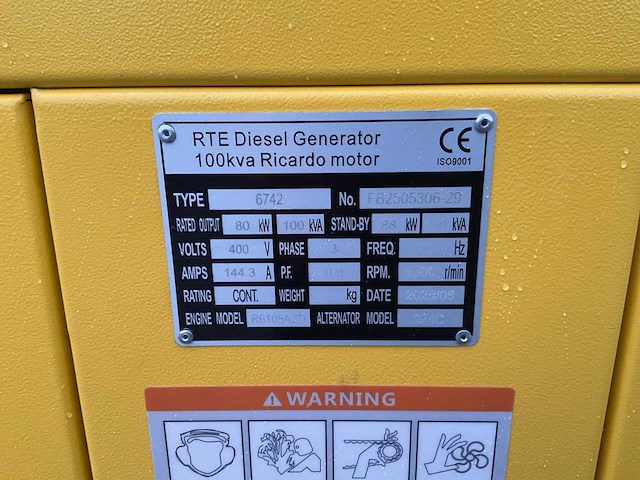 RTE Diesel Generator
100kva Ricardo motor
CE
ISO9001
TYPE 6742 No. FB2505306-29
RATED OUTPUT 80 kW 100 kVA STAND-BY 88 kW kVA
VOLTS 400 V PHASE 3 FREQ. Hz
AMPS 144.3 A P.F. 0.8 RPM. r/min
RATING CONT. WEIGHT kg DATE
ENGINE MODEL ALTERNATOR MODEL
WARNING